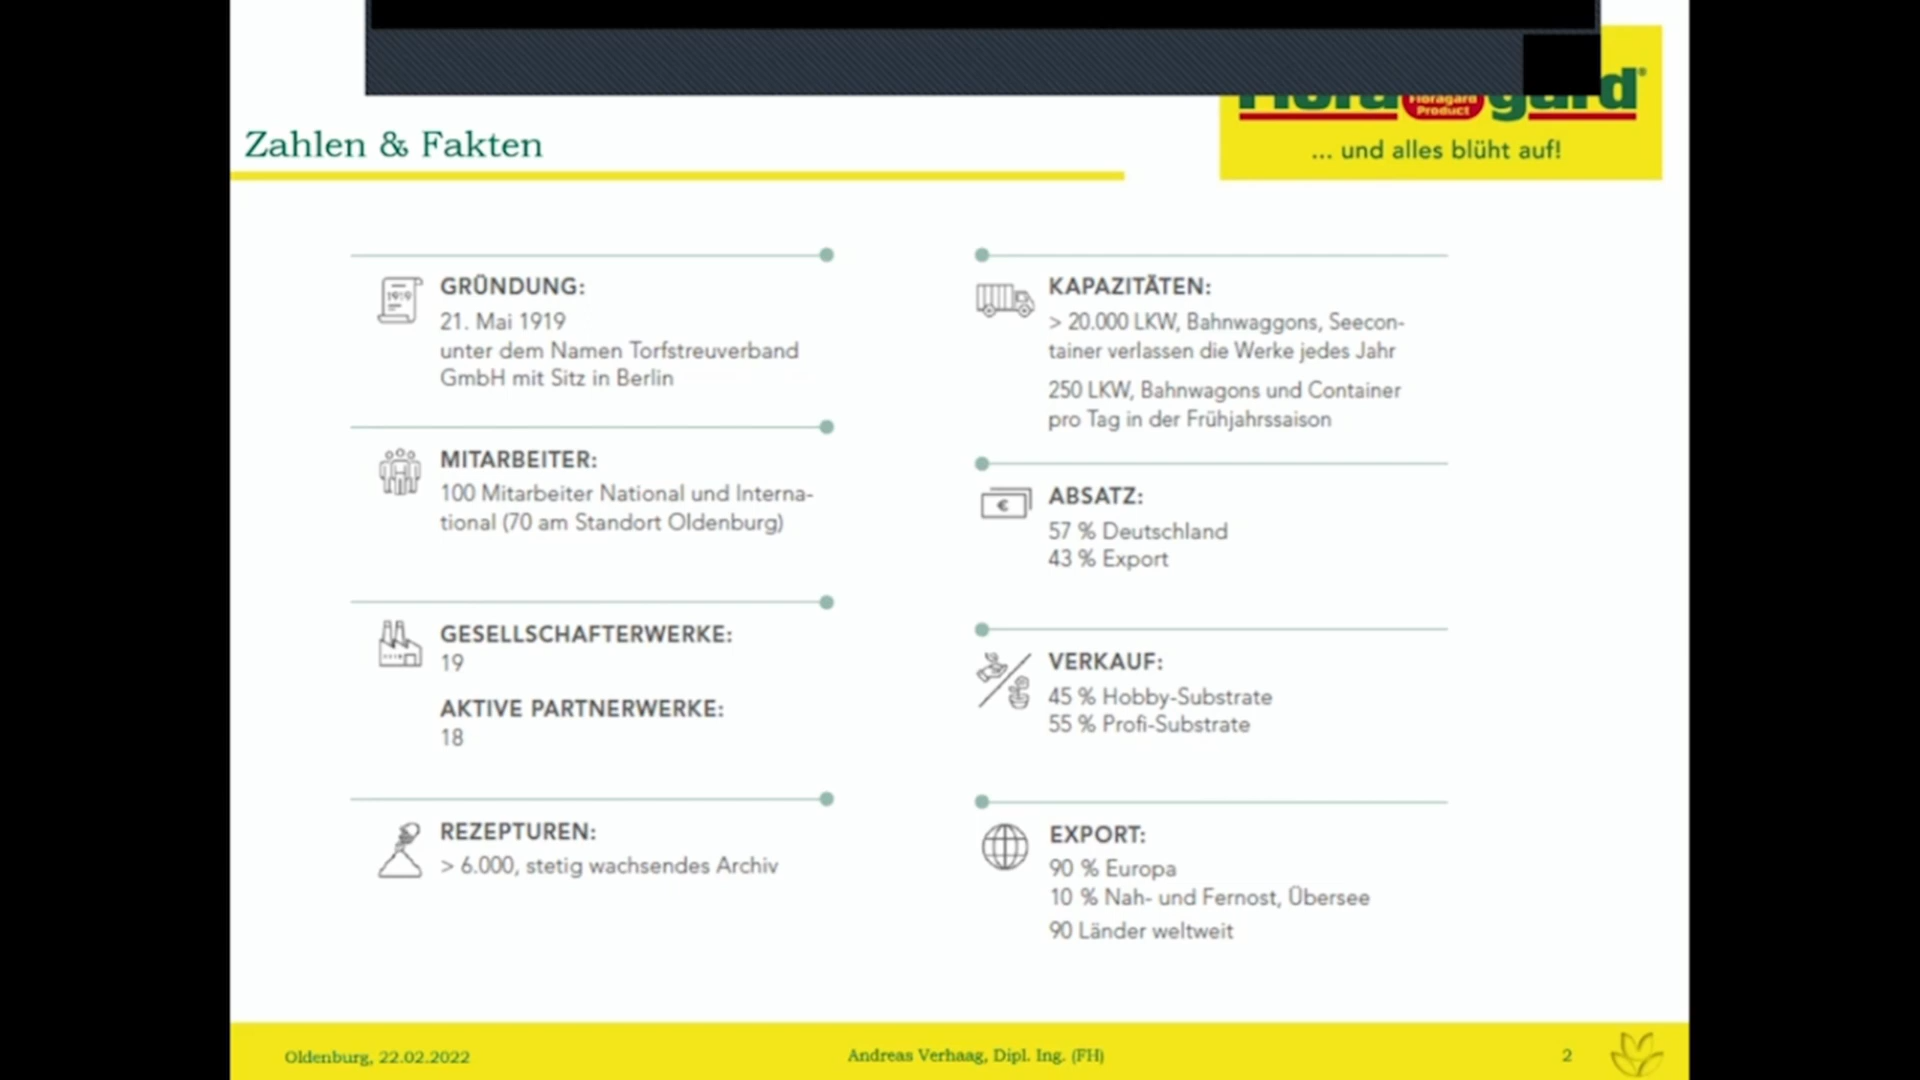 Floragard
Floragard
Product
... und alles blüht auf!
Zahlen & Fakten
1919
GRÜNDUNG:
21. Mai 1919
unter dem Namen Torfstreuverband
GmbH mit Sitz in Berlin
MITARBEITER:
100 Mitarbeiter National und Interna-
tional (70 am Standort Oldenburg)
GESELLSCHAFTERWERKE:
19
AKTIVE PARTNERWERKE:
18
REZEPTUREN:
> 6.000, stetig wachsendes Archiv
KAPAZITÄTEN:
> 20.000 LKW, Bahnwaggons, Seecon-
tainer verlassen die Werke jedes Jahr
250 LKW, Bahnwagons und Container
pro Tag in der Frühjahrssaison
€
ABSATZ:
57 % Deutschland
43 % Export
VERKAUF:
45 % Hobby-Substrate
55 % Profi-Substrate
EXPORT:
90 % Europa
10 % Nah- und Fernost, Übersee
90 Länder weltweit
Oldenburg, 22.02.2022
Andreas Verhaag, Dipl. Ing. (FH)
2